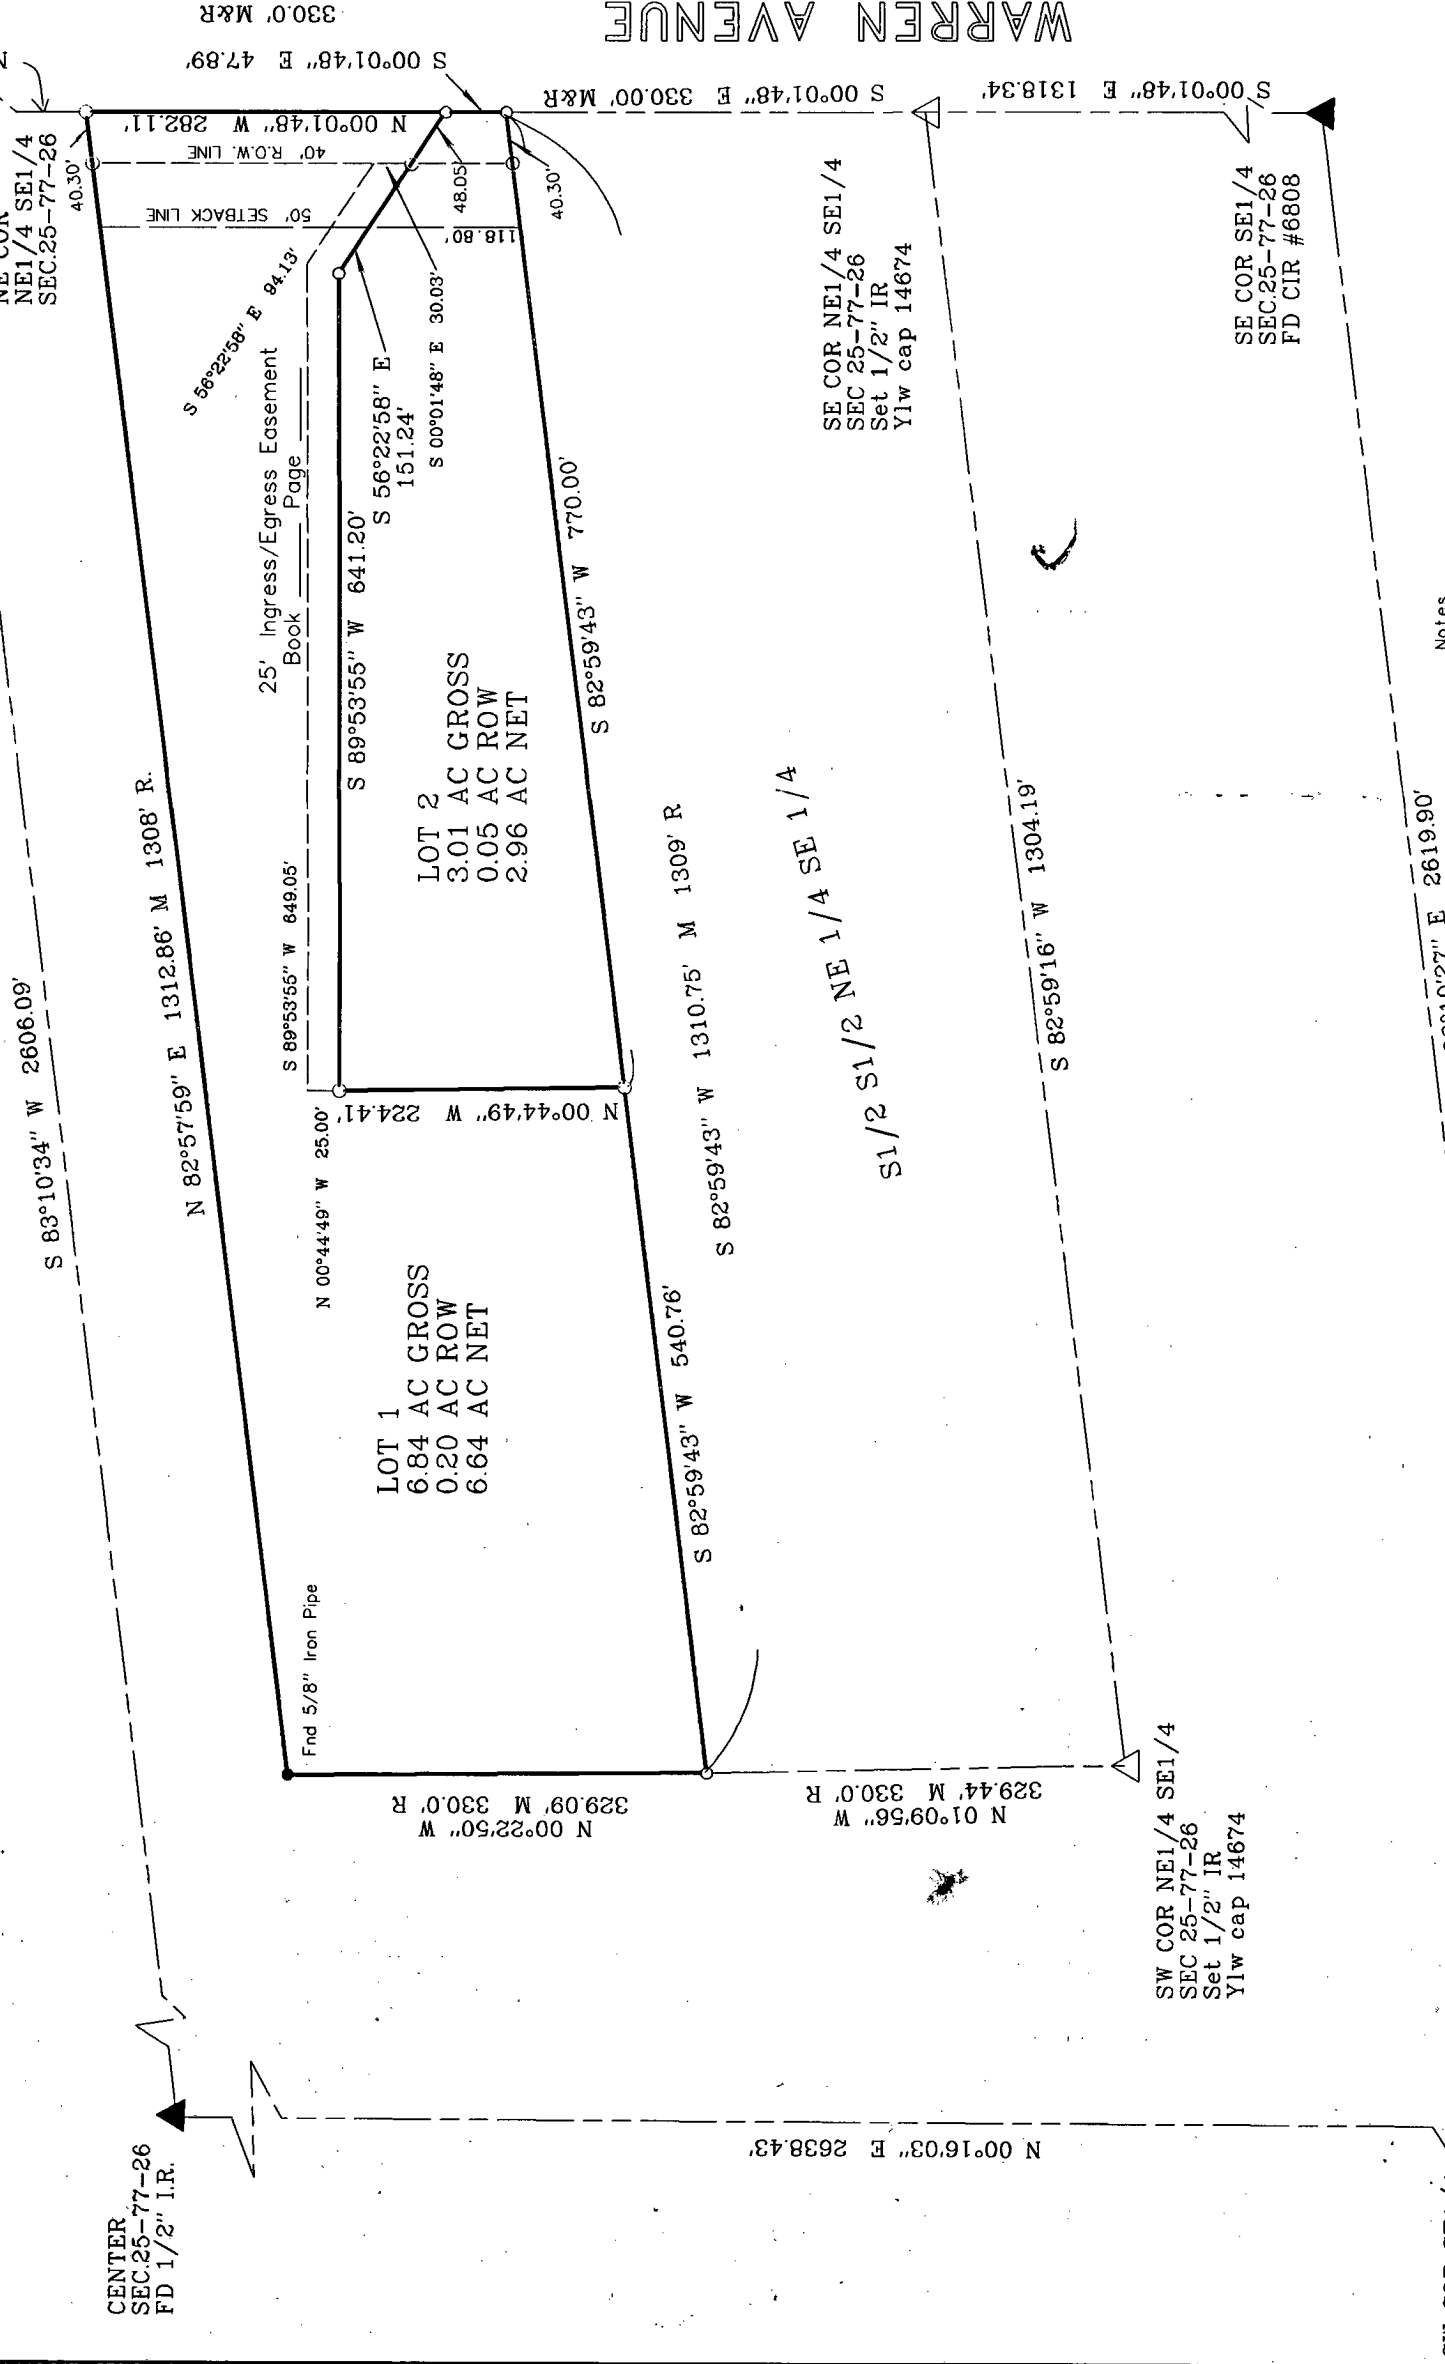 WARREN AVENUE
330.0' M&R
S 00°01'48" E 47.89'
N 00°01'48" W 282.11'
40' R.O.W. LINE
50' SETBACK LINE
S 00°01'48" E 330.00' M&R
S 00°01'48" E 1318.34'
NE COR
NE1/4 SE1/4
SEC.25-77-26
40.30'
48.05'
40.30'
118.80'
S 56°22'58" E 94.13'
S 00°01'48" E 30.03'
S 56°22'58" E
151.24'
25' Ingress/Egress Easement
Book ____ Page ____
S 89°53'55" W 641.20'
S 89°53'55" W 649.05'
S 82°59'43" W 770.00'
LOT 2
3.01 AC GROSS
0.05 AC ROW
2.96 AC NET
SE COR NE1/4 SE1/4
SEC 25-77-26
Set 1/2" IR
Ylw cap 14674
SE COR SE1/4
SEC.25-77-26
FD CIR #6808
Notes
S 83°10'34" W 2606.09'
N 82°57'59" E 1312.86' M 1308' R.
N 00°44'49" W 25.00'
N 00°44'49" W 224.41'
S 82°59'43" W 1310.75' M 1309' R
S1/2 S1/2 NE 1/4 SE 1/4
S 82°59'16" W 1304.19'
E 2619.90'
LOT 1
6.84 AC GROSS
0.20 AC ROW
6.64 AC NET
S 82°59'43" W 540.76'
Fnd 5/8" Iron Pipe
N 00°22'50" W
329.09' M 330.0' R
N 01°09'56" W
329.44' M 330.0' R
SW COR NE1/4 SE1/4
SEC 25-77-26
Set 1/2" IR
Ylw cap 14674
N 00°16'03" E 2638.43'
CENTER
SEC.25-77-26
FD 1/2" I.R.